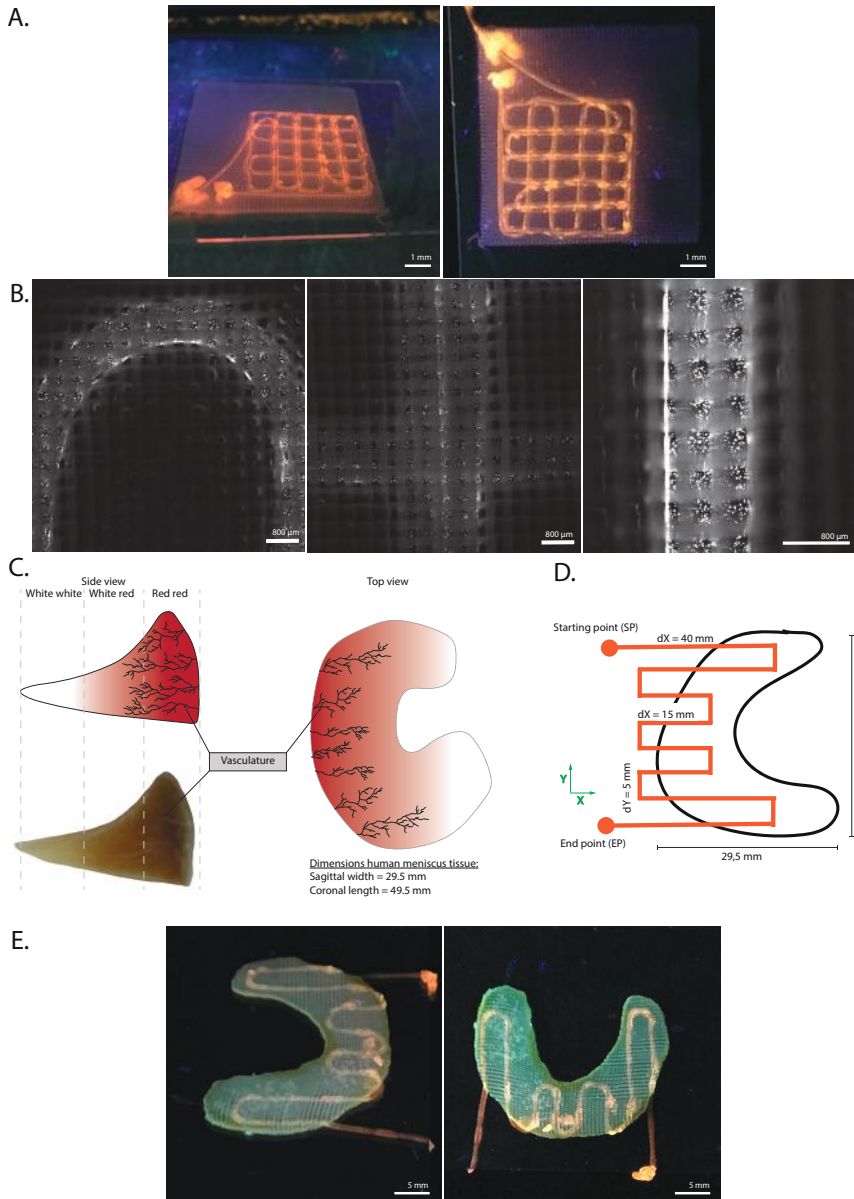 A.
1 mm
1 mm
B.
800 µm
800 µm
800 µm
C.
Side view
White white
White red
Red red
Top view
Vasculature
Dimensions human meniscus tissue:
Sagittal width = 29.5 mm
Coronal length = 49.5 mm
D.
Starting point (SP)
dX = 40 mm
dX = 15 mm
dY = 5 mm
Y
X
End point (EP)
29,5 mm
E.
5 mm
5 mm